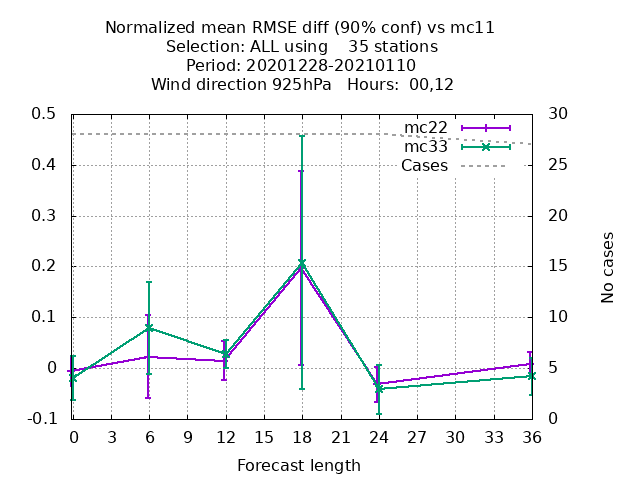 Normalized mean RMSE diff (90% conf) vs mc11
Selection: ALL using    35 stations
Period: 20201228-20210110
Wind direction 925hPa   Hours:  00,12
0.5
0.4
0.3
0.2
0.1
0
-0.1
mc22
mc33
Cases
30
25
20
15
10
5
0
No cases
0 3 6 9 12 15 18 21 24 27 30 33 36
Forecast length